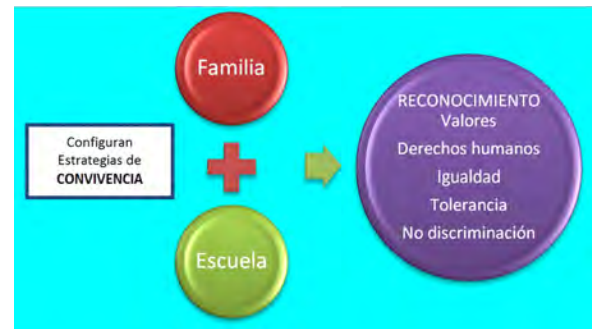 Familia
Configuran
Estrategias de
CONVIVENCIA
Escuela
RECONOCIMIENTO
Valores
Derechos humanos
Igualdad
Tolerancia
No discriminación